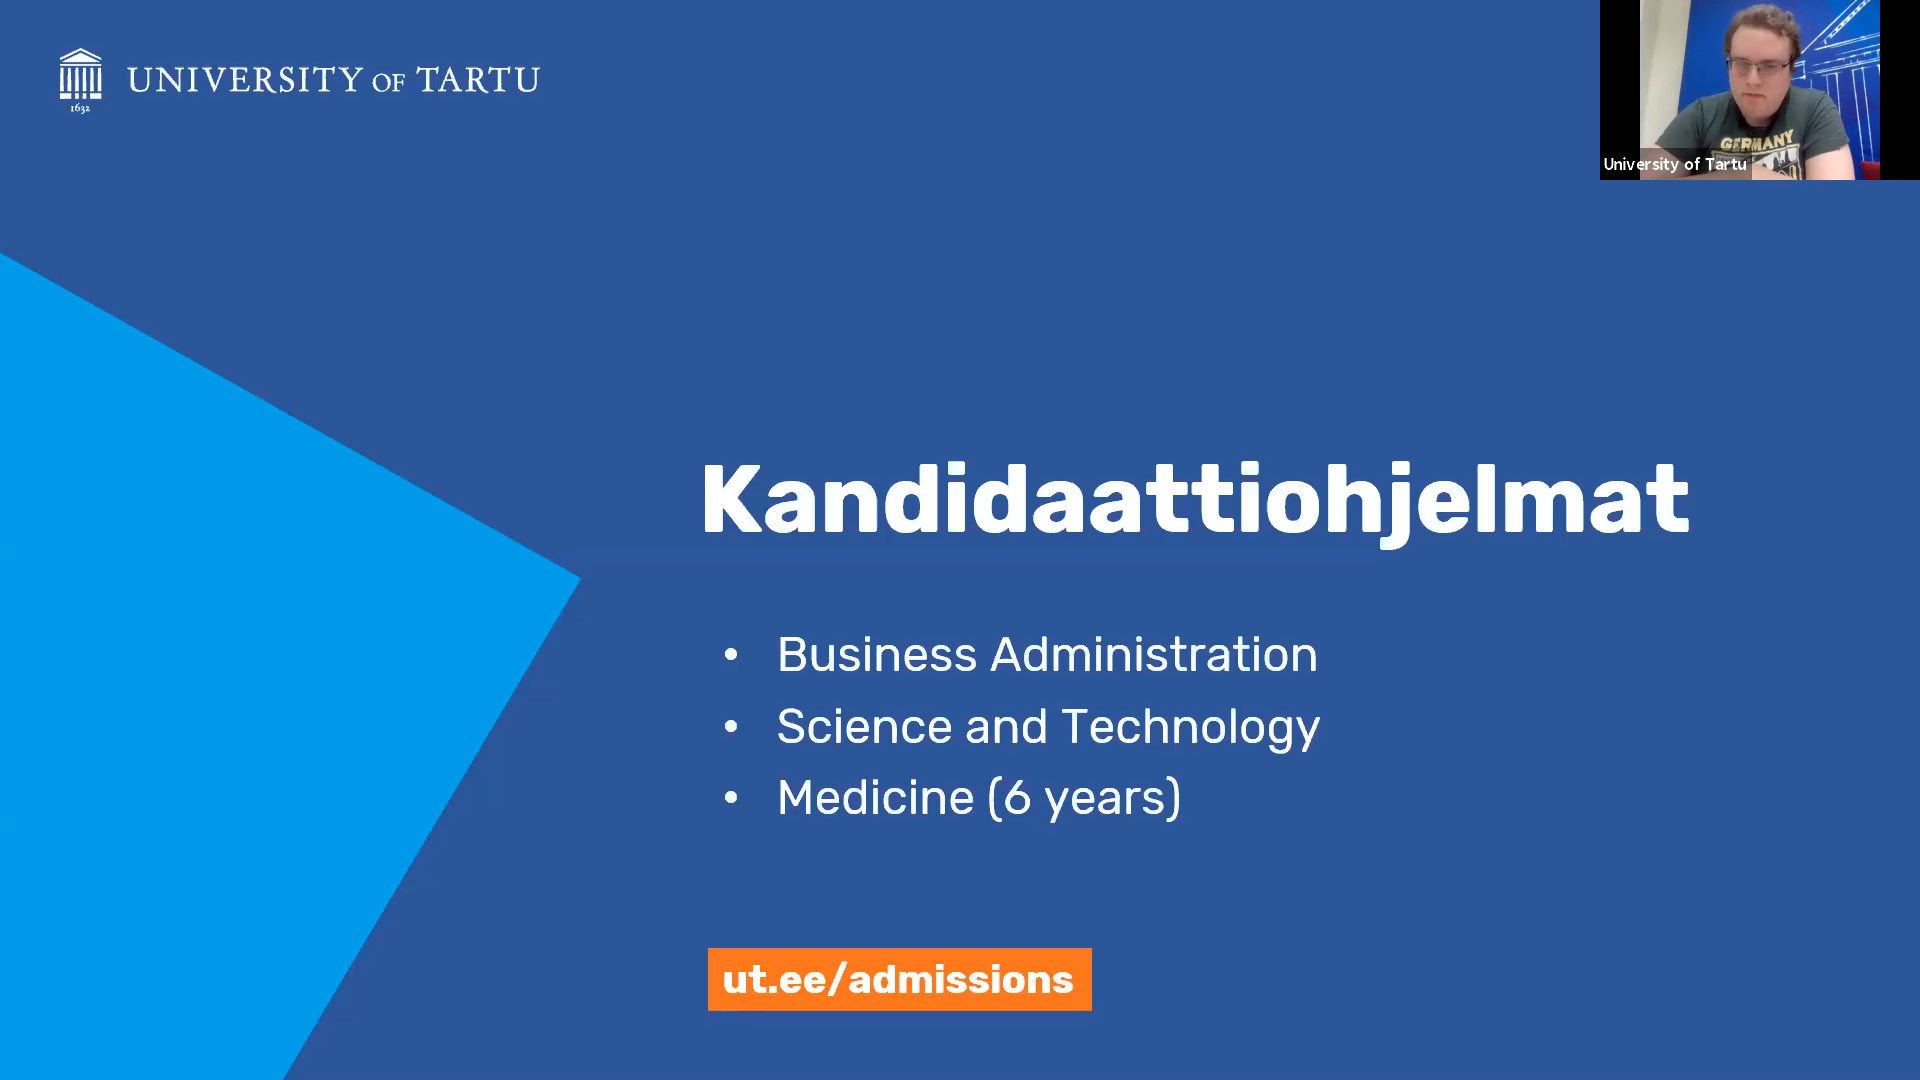 UNIVERSITY OF TARTU
1632
GERMANY
University of Tartu
Kandidaattiohjelmat
• Business Administration
• Science and Technology
• Medicine (6 years)
ut.ee/admissions